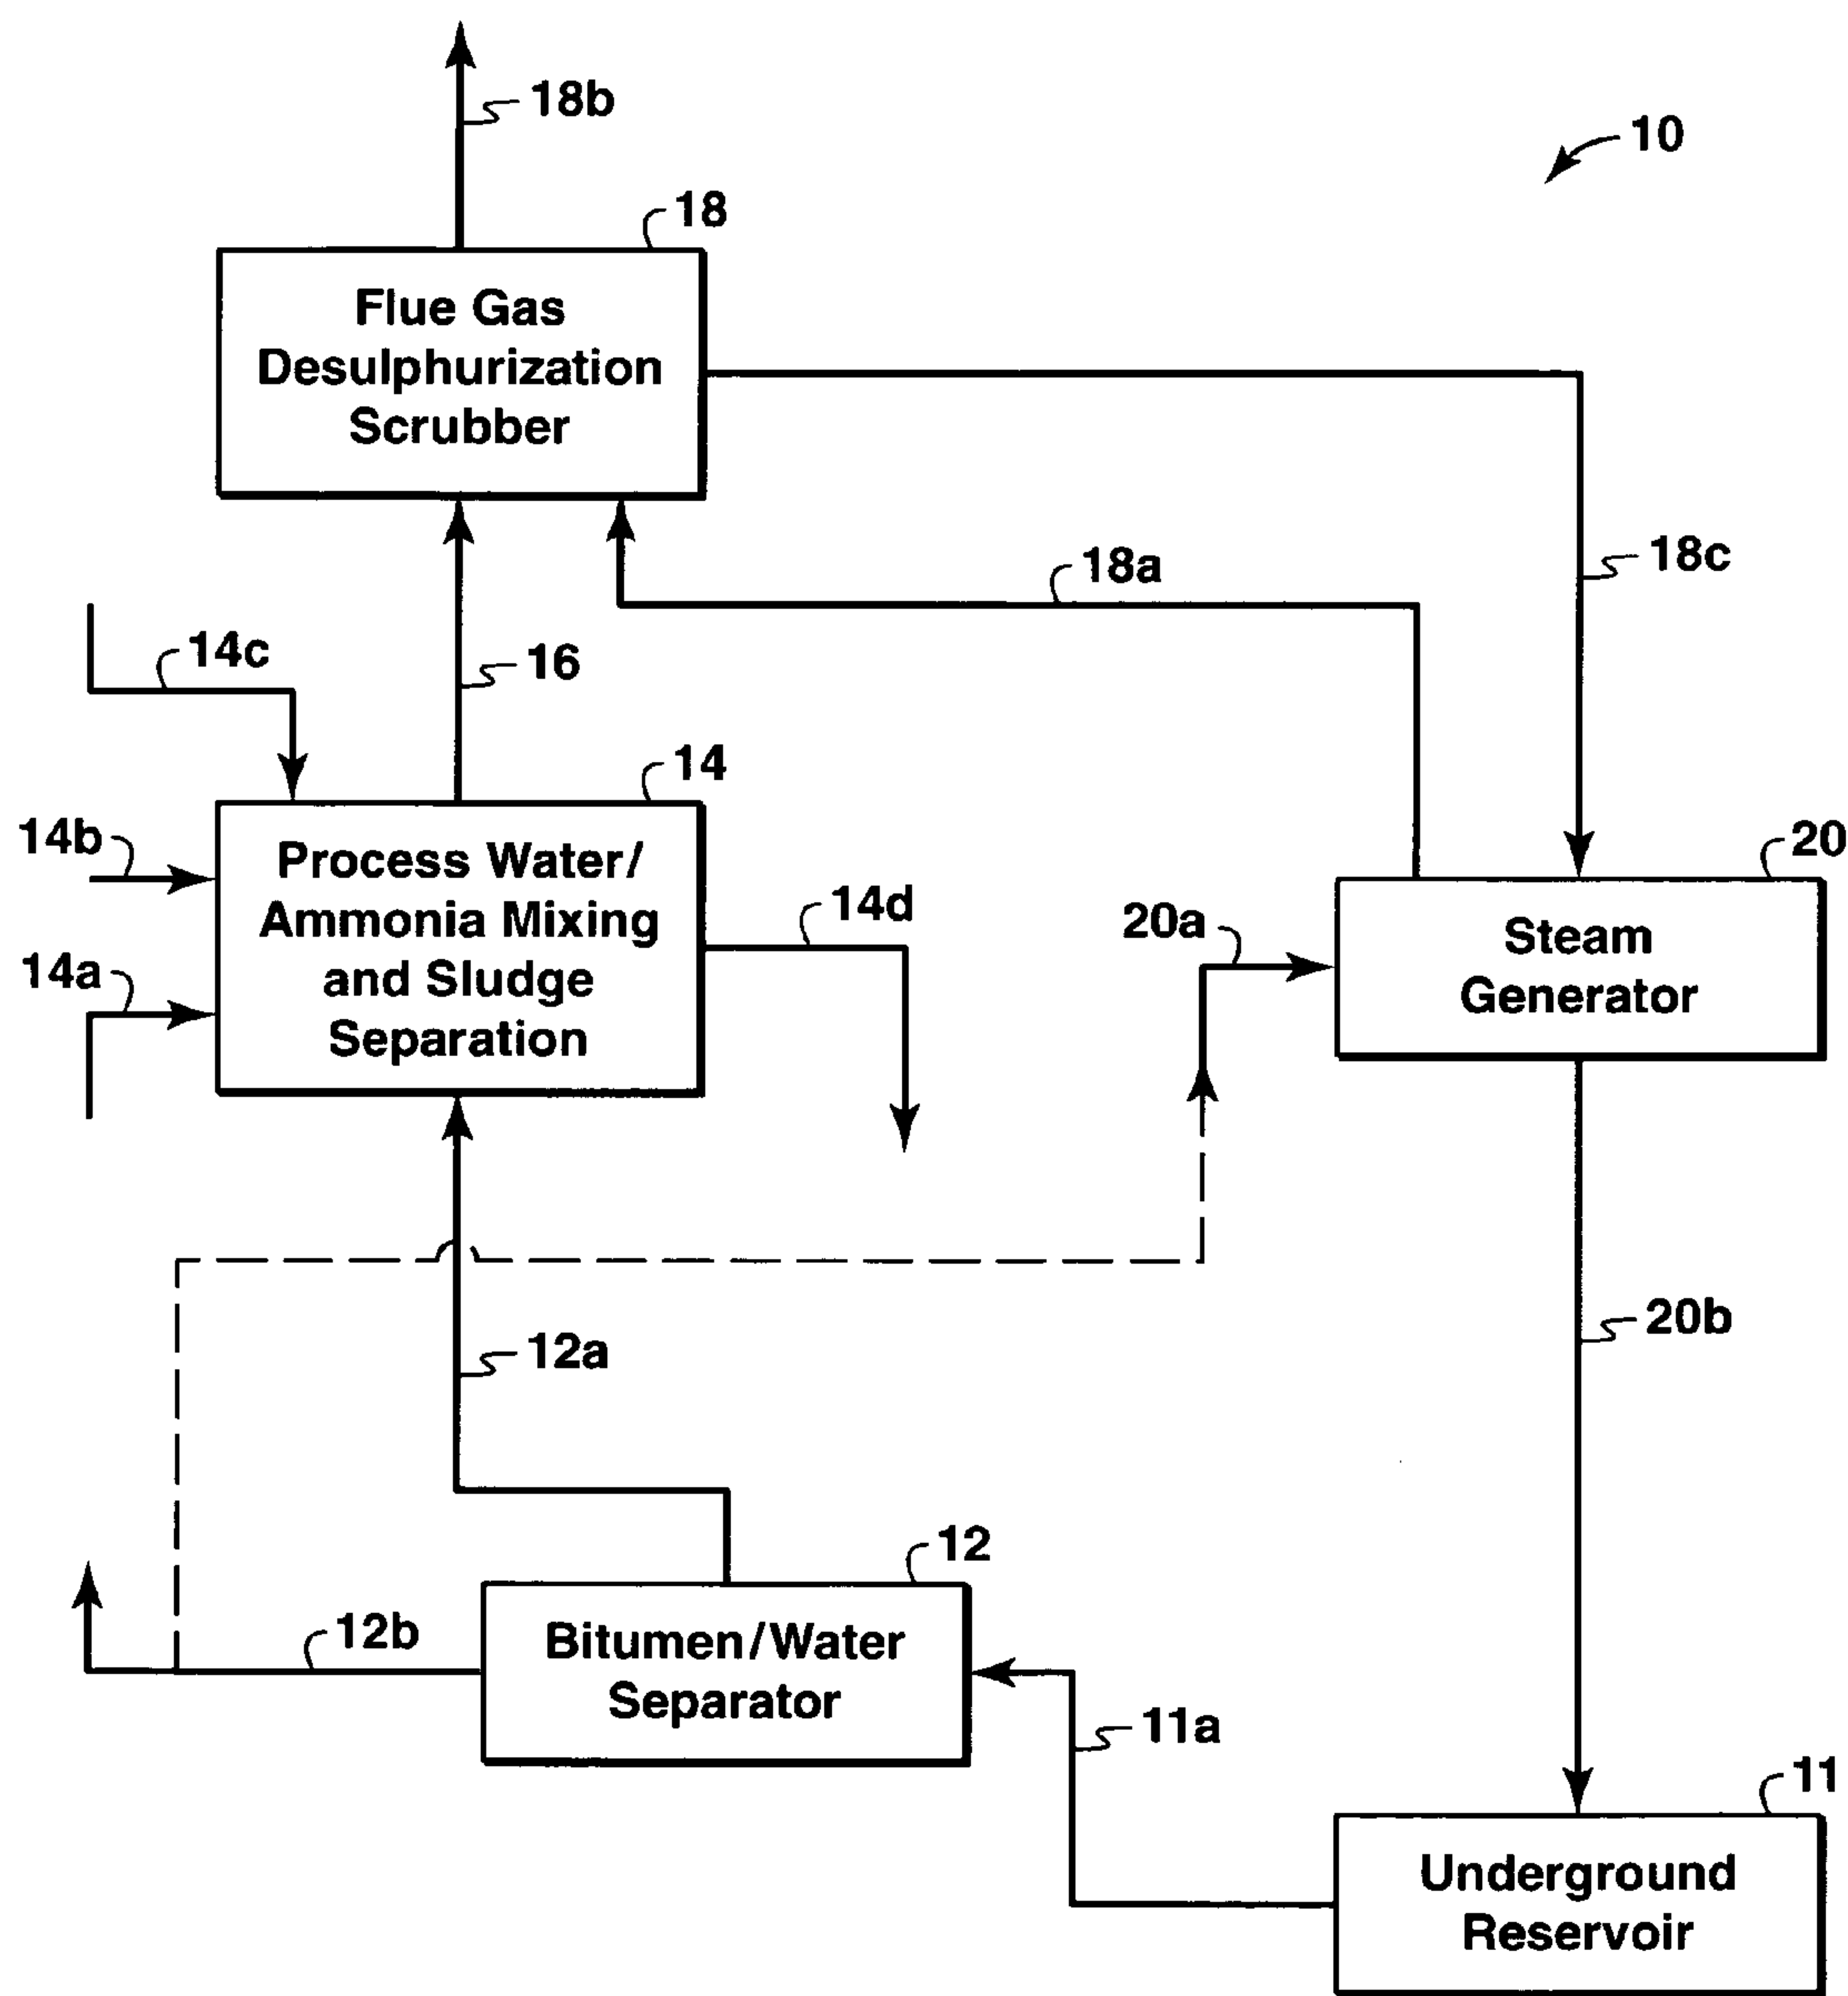 18b
10
18
Flue Gas
Desulphurization
Scrubber
18a
18c
14c
16
14
14b
Process Water/
Ammonia Mixing
and Sludge
Separation
14a
14d
20
20a
Steam
Generator
20b
12a
12
12b
Bitumen/Water
Separator
11a
11
Underground
Reservoir